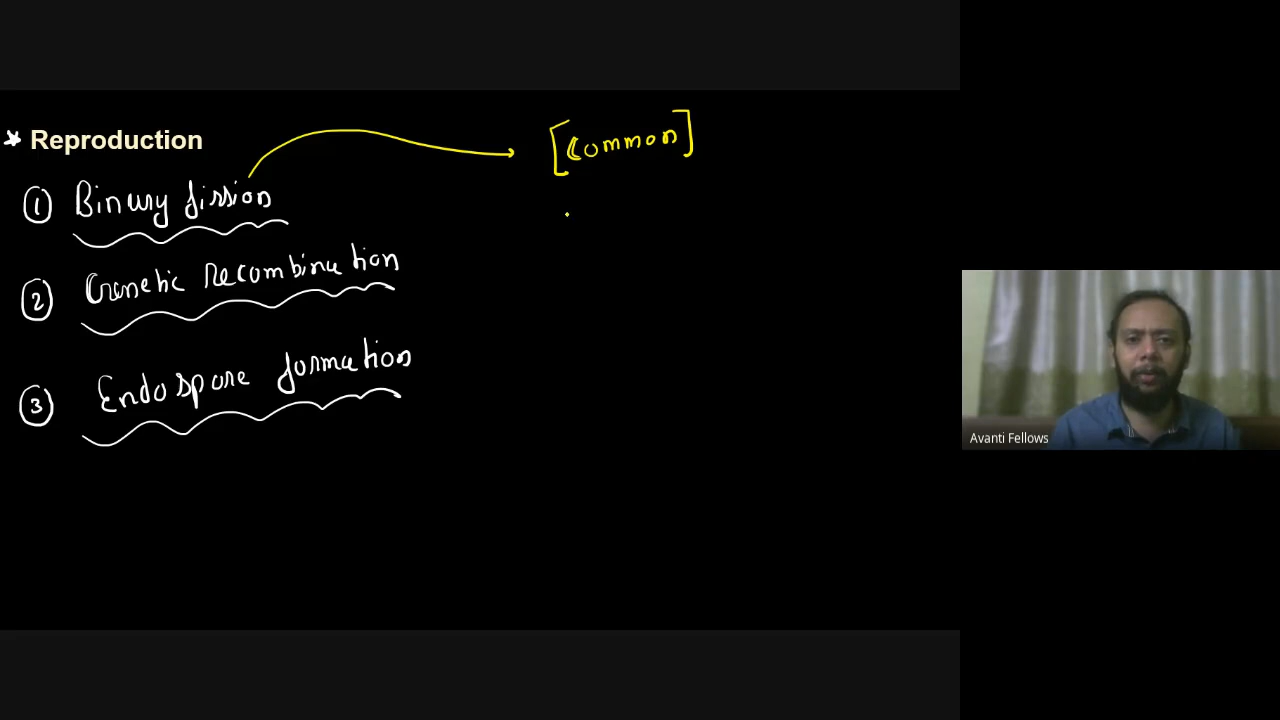 * Reproduction
[Common]
① Binary fission
② Genetic Recombination
③ Endospore formation
Avanti Fellows